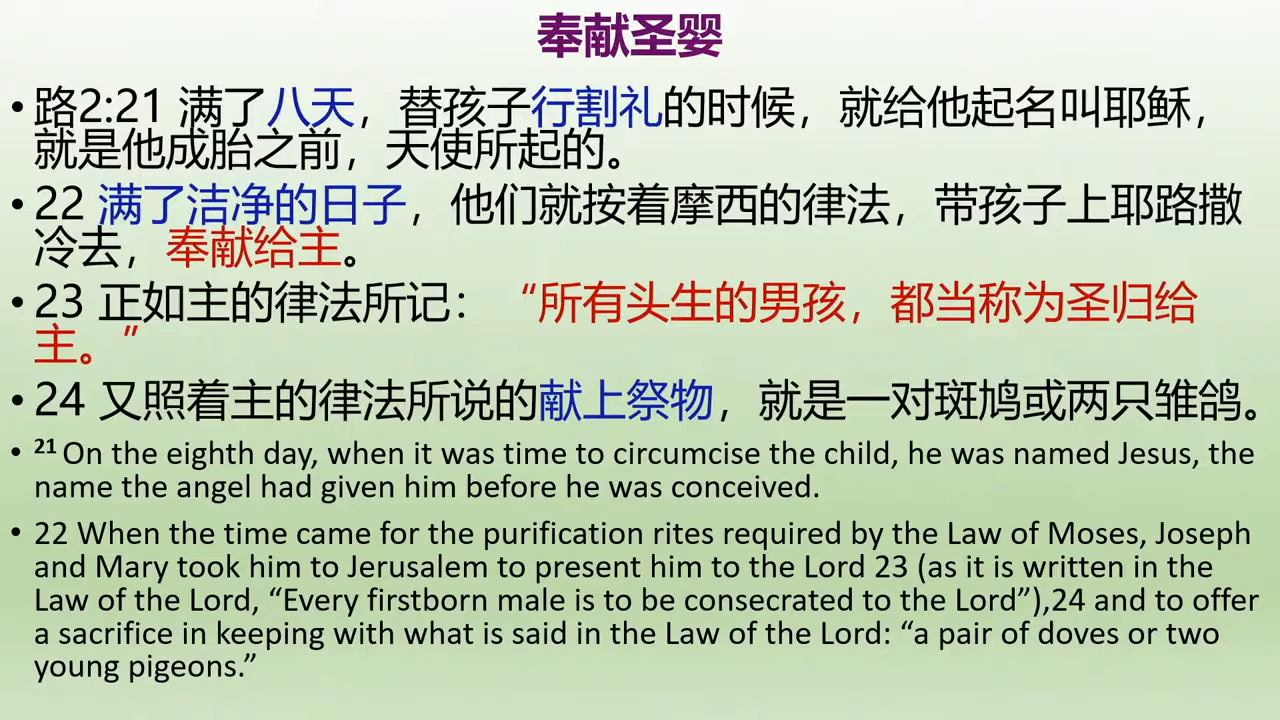 奉献圣婴
• 路2:21 满了八天，替孩子行割礼的时候，就给他起名叫耶稣，
就是他成胎之前，天使所起的。
• 22 满了洁净的日子，他们就按着摩西的律法，带孩子上耶路撒
冷去，奉献给主。
• 23 正如主的律法所记：“所有头生的男孩，都当称为圣归给
主。”
• 24 又照着主的律法所说的献上祭物，就是一对斑鸠或两只雏鸽。
• 21 On the eighth day, when it was time to circumcise the child, he was named Jesus, the
name the angel had given him before he was conceived.
• 22 When the time came for the purification rites required by the Law of Moses, Joseph
and Mary took him to Jerusalem to present him to the Lord 23 (as it is written in the
Law of the Lord, “Every firstborn male is to be consecrated to the Lord”),24 and to offer
a sacrifice in keeping with what is said in the Law of the Lord: “a pair of doves or two
young pigeons.”